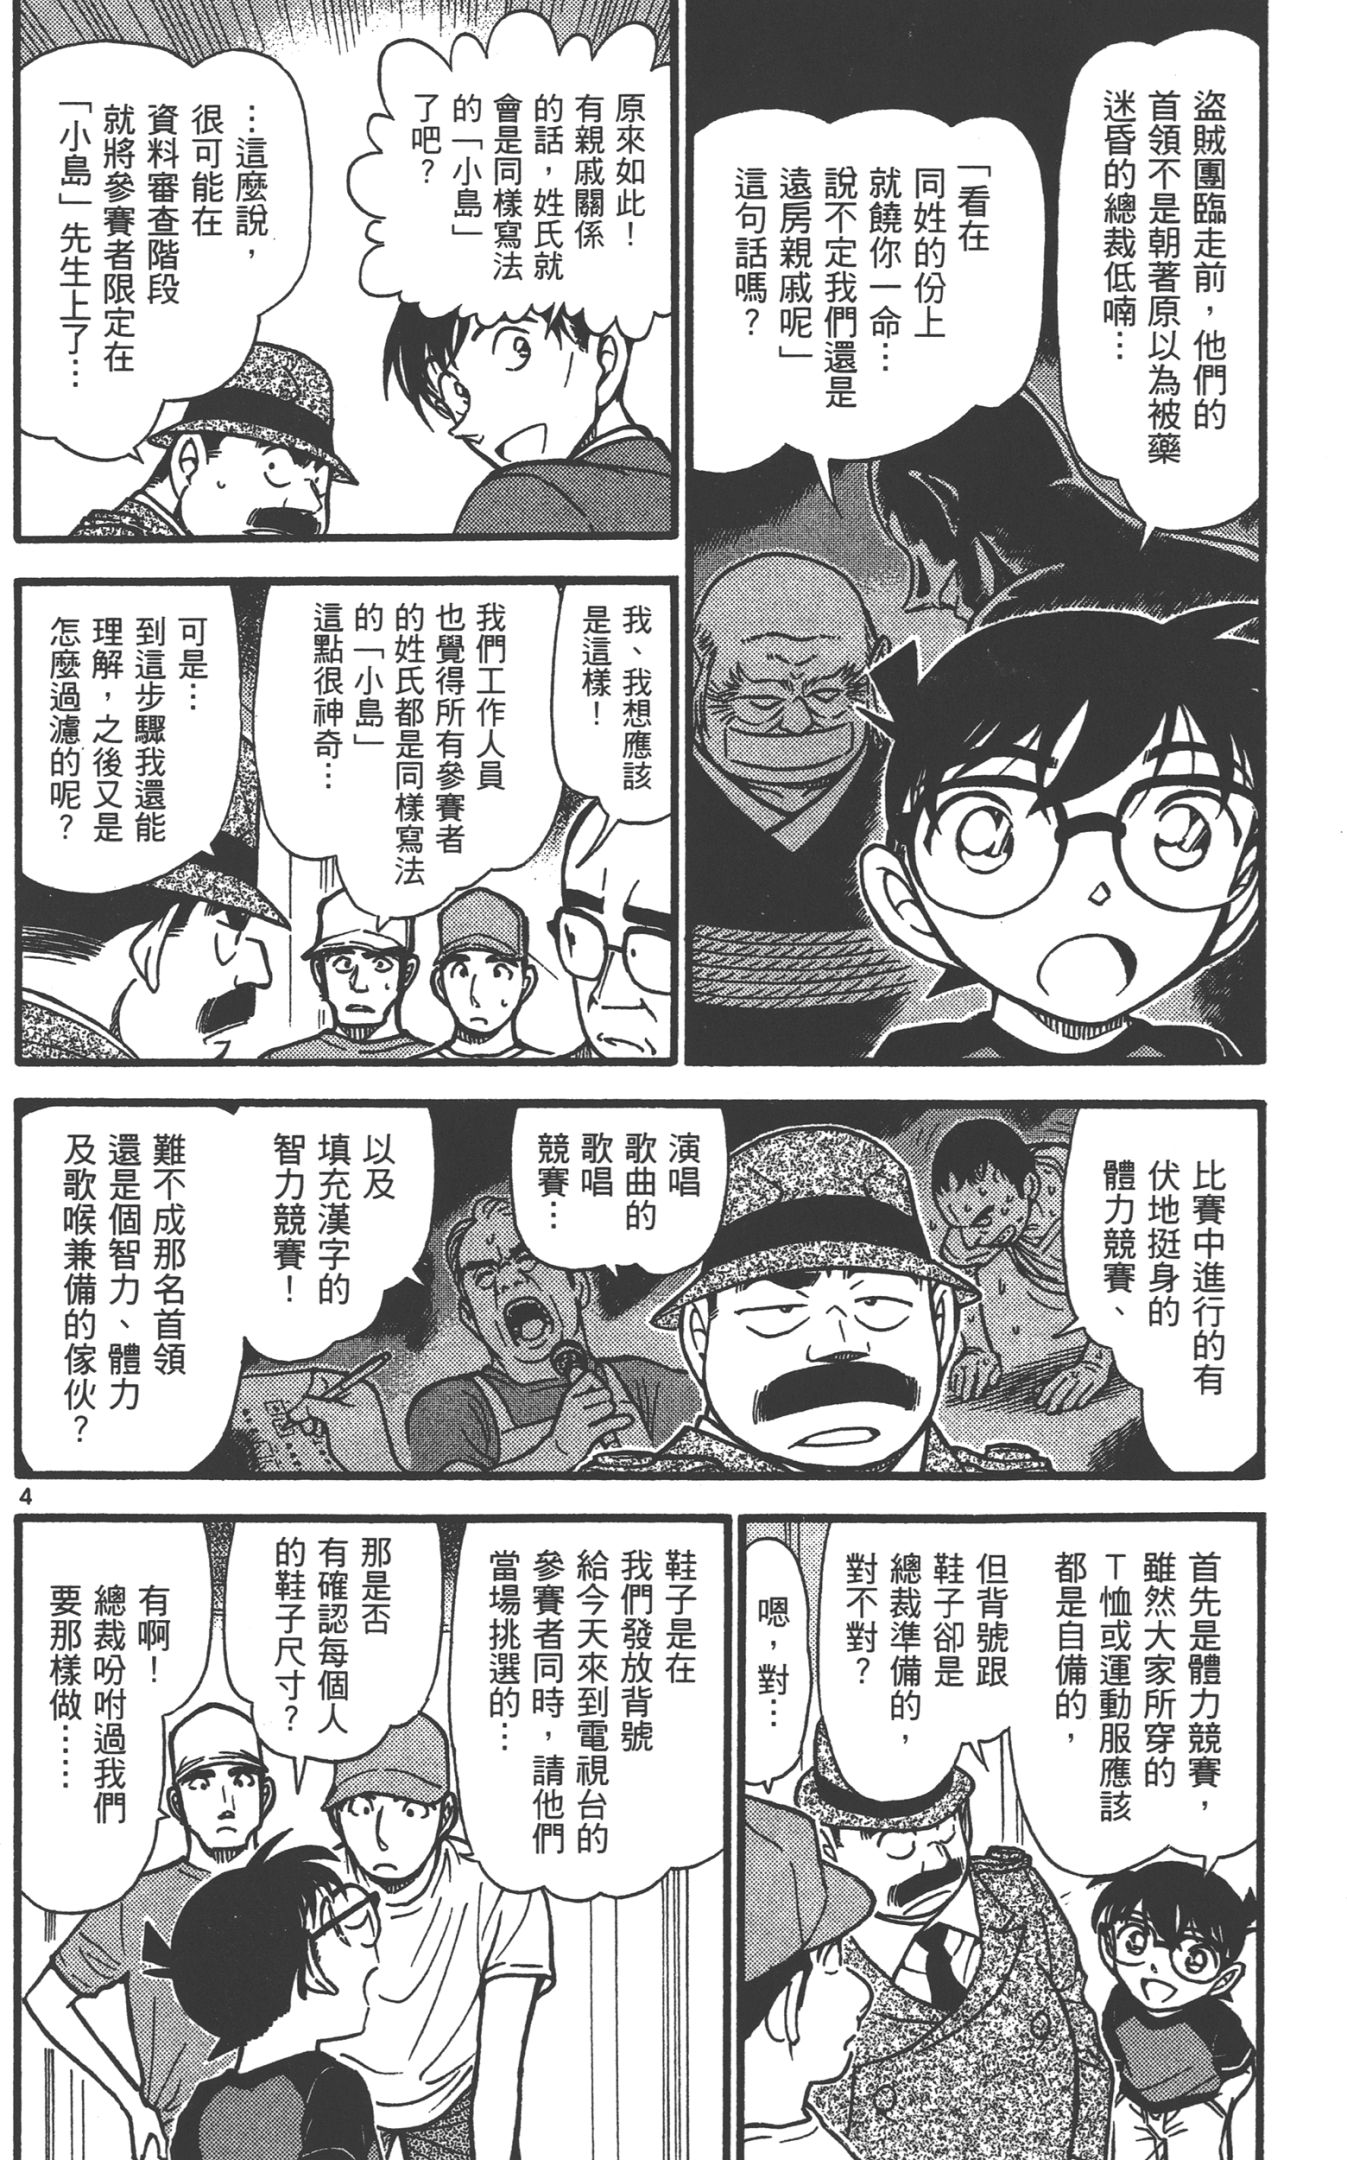 盜賊團臨走前，他們的
首領不是朝著原以為被藥
迷昏的總裁低喃…
「看在
同姓的份上
就饒你一命…
說不定我們還是
遠房親戚呢」
這句話嗎？
原來如此！
有親戚關係
的話，姓氏就
會是同樣寫法
的「小島」
了吧？
…這麼說，
很可能在
資料審查階段
就將參賽者限定在
「小島」先生上了…
我、我想應該
是這樣！
我們工作人員
也覺得所有參賽者
的姓氏都是同樣寫法
的「小島」
這點很神奇…
可是…
到這步驟我還能
理解，之後又是
怎麼過濾的呢？
比賽中進行的有
伏地挺身的
體力競賽、
演唱
歌曲的
歌唱
競賽…
以及
填充漢字的
智力競賽！
難不成那名首領
還是個智力、體力
及歌喉兼備的傢伙？
4
首先是體力競賽，
雖然大家所穿的
T恤或運動服應該
都是自備的，
但背號跟
鞋子卻是
總裁準備的，
對不對？
嗯，對…
鞋子是在
我們發放背號
給今天來到電視台的
參賽者同時，請他們
當場挑選的…
那是否
有確認每個人
的鞋子尺寸？
有啊！
總裁吩咐過我們
要那樣做……